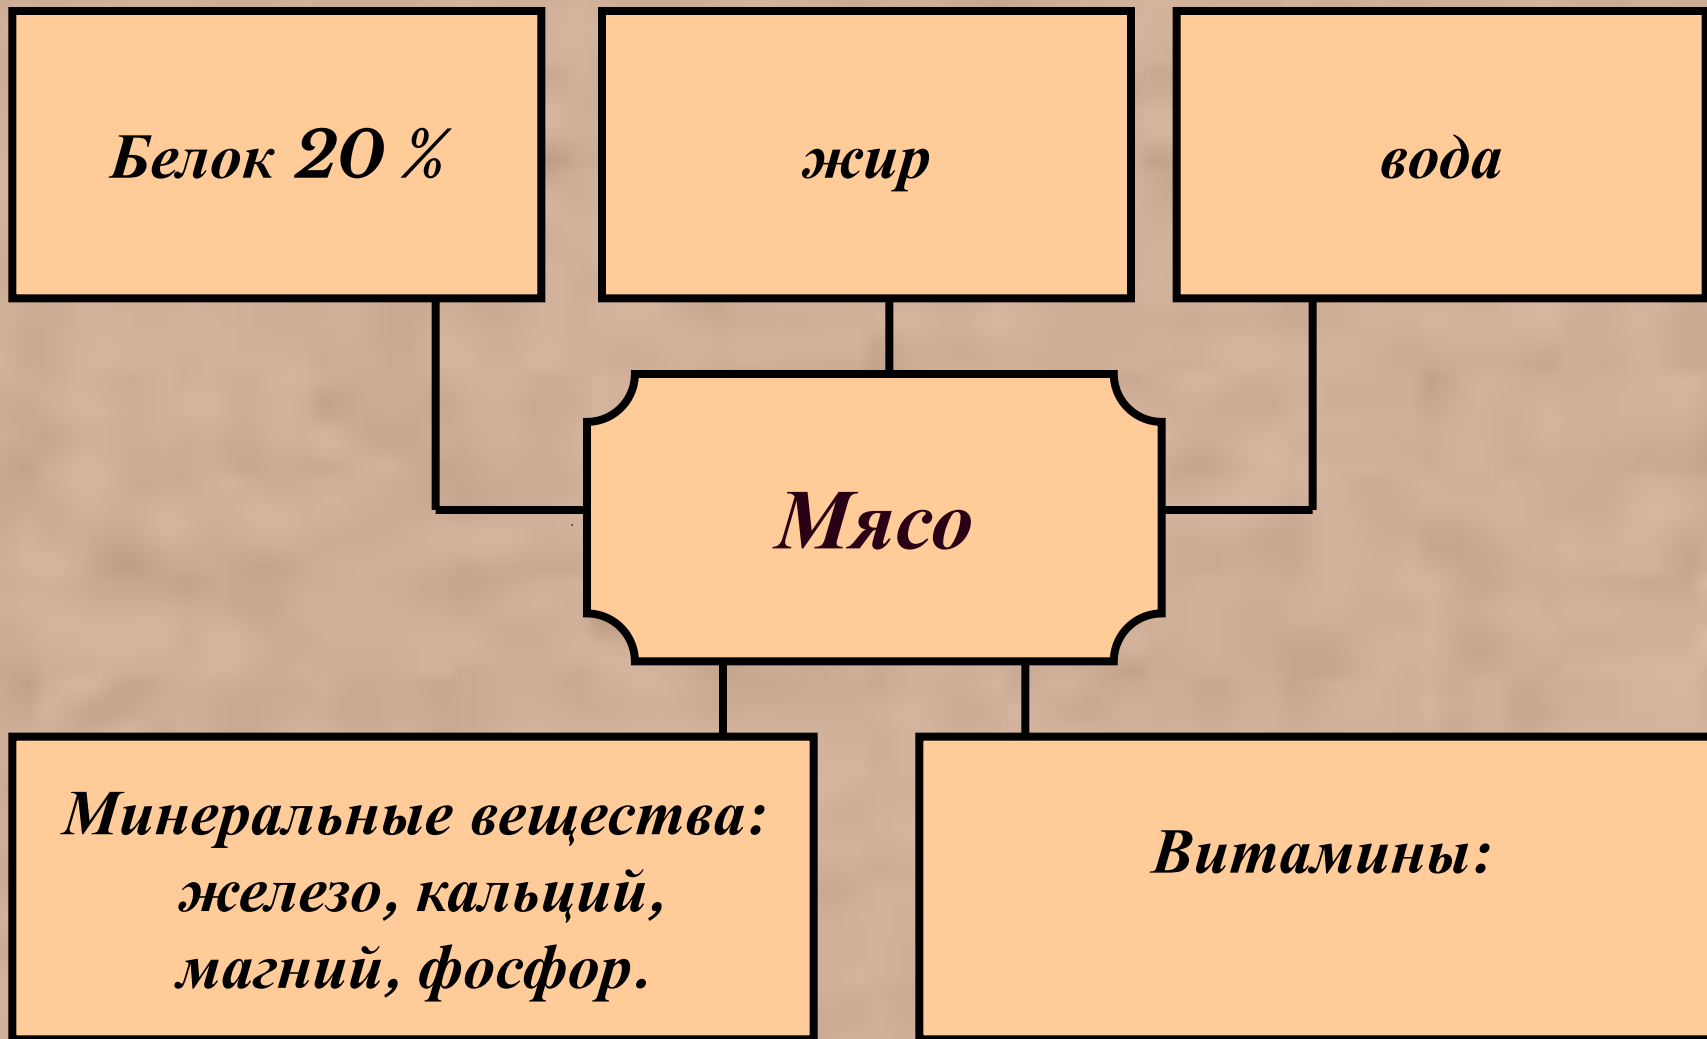 Белок 20 %
жир
вода
Мясо
Минеральные вещества:
железо, кальций,
магний, фосфор.
Витамины: